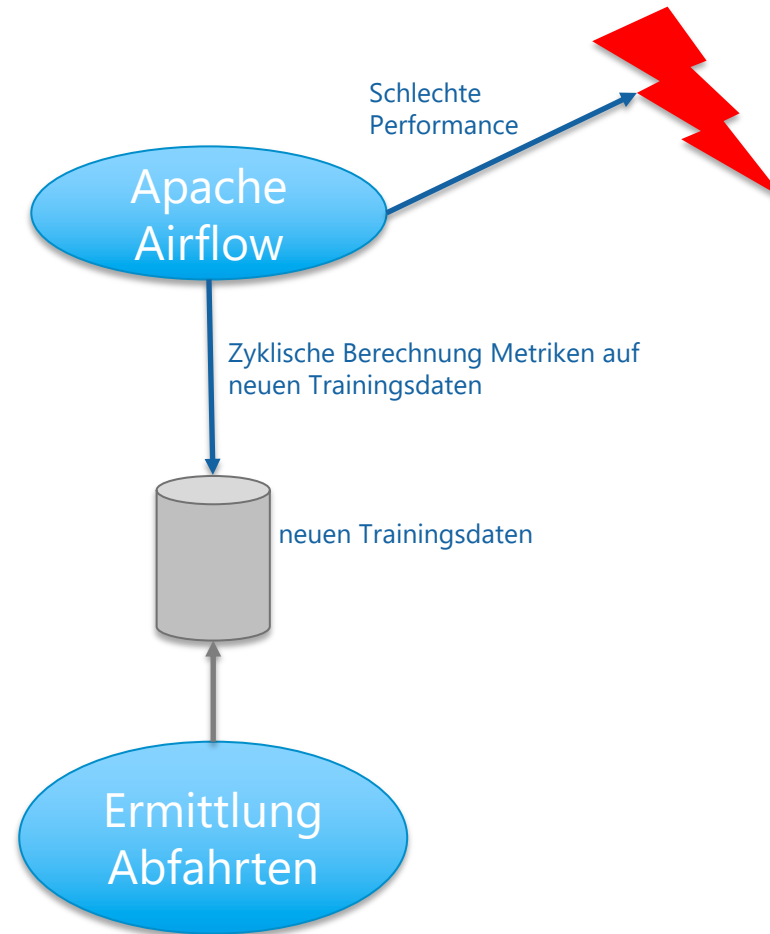 Schlechte
Performance
Apache
Airflow
Zyklische Berechnung Metriken auf
neuen Trainingsdaten
neuen Trainingsdaten
Ermittlung
Abfahrten